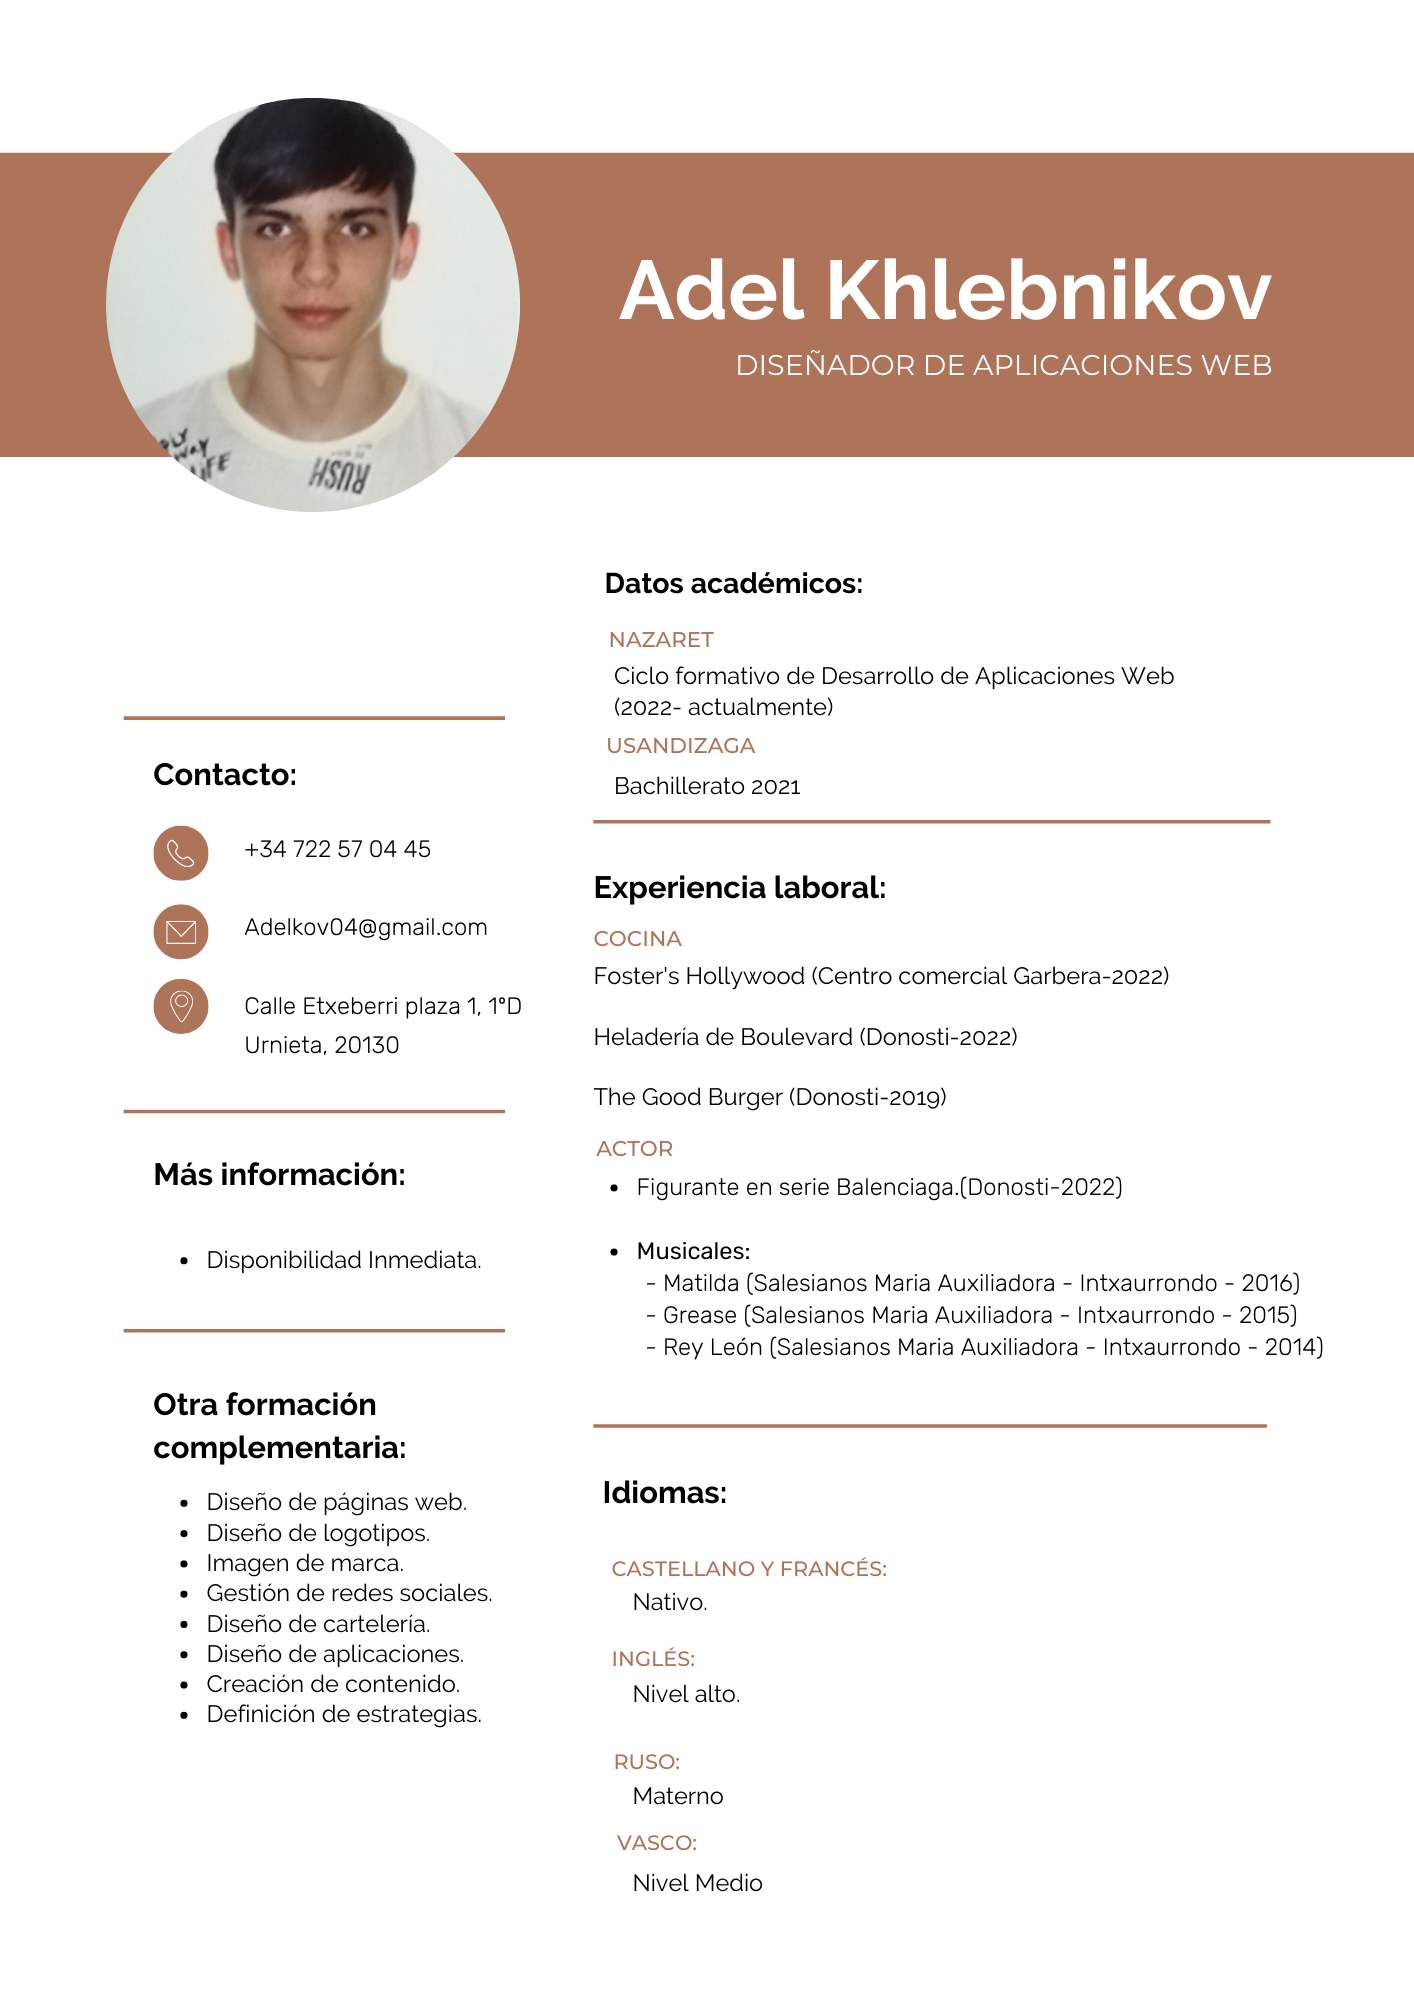 Adel Khlebnikov
DISEÑADOR DE APLICACIONES WEB
RUSH
Contacto:
+34 722 57 04 45
Adelkov04@gmail.com
Calle Etxeberri plaza 1, 1ºD
Urnieta, 20130
Más información:
• Disponibilidad Inmediata.
Otra formación
complementaria:
• Diseño de páginas web.
• Diseño de logotipos.
• Imagen de marca.
• Gestión de redes sociales.
• Diseño de cartelería.
• Diseño de aplicaciones.
• Creación de contenido.
• Definición de estrategias.
Datos académicos:
NAZARET
Ciclo formativo de Desarrollo de Aplicaciones Web
(2022- actualmente)
USANDIZAGA
Bachillerato 2021
Experiencia laboral:
COCINA
Foster's Hollywood (Centro comercial Garbera-2022)
Heladería de Boulevard (Donosti-2022)
The Good Burger (Donosti-2019)
ACTOR
• Figurante en serie Balenciaga.(Donosti-2022)
• Musicales:
- Matilda (Salesianos Maria Auxiliadora - Intxaurrondo - 2016)
- Grease (Salesianos Maria Auxiliadora - Intxaurrondo - 2015)
- Rey León (Salesianos Maria Auxiliadora - Intxaurrondo - 2014)
Idiomas:
CASTELLANO Y FRANCÉS:
Nativo.
INGLÉS:
Nivel alto.
RUSO:
Materno
VASCO:
Nivel Medio